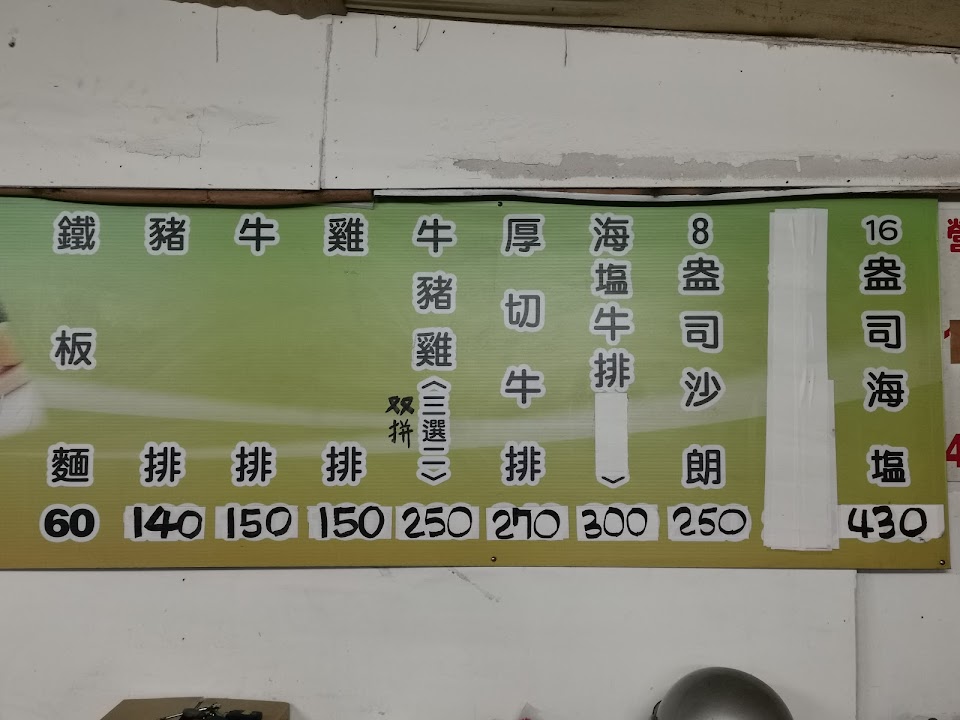 鐵板麵 60
豬排 140
牛排 150
雞排 150
牛豬雞〈三選二〉 双拼 250
厚切牛排 270
海塩牛排 〉 300
8盎司沙朗 250
16盎司海塩 430
營
4